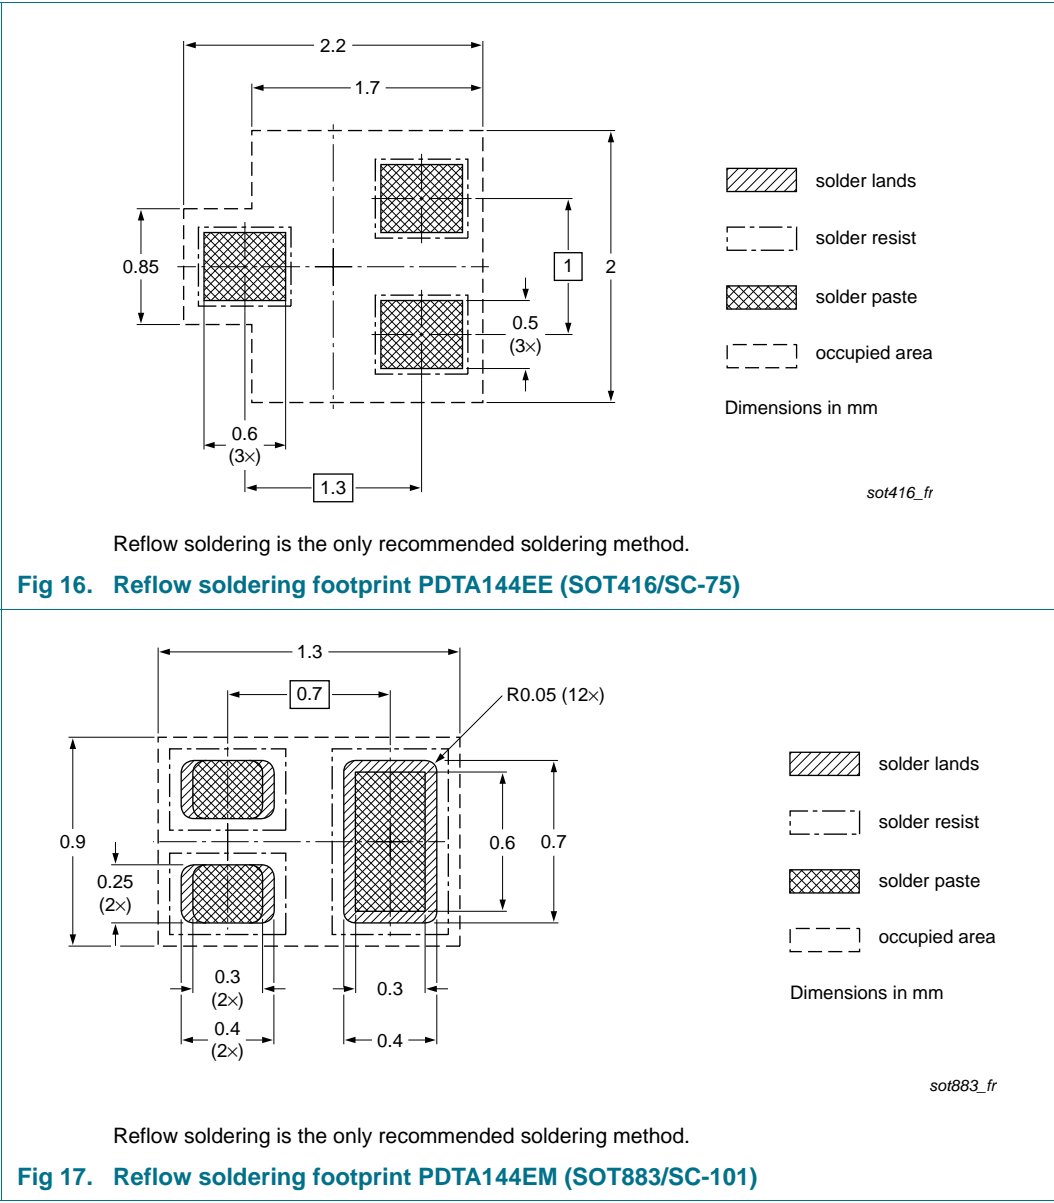 2.2
1.7
0.85
1
2
0.5
(3×)
0.6
(3×)
1.3
solder lands
solder resist
solder paste
occupied area
Dimensions in mm
sot416_fr
Reflow soldering is the only recommended soldering method.
Fig 16. Reflow soldering footprint PDTA144EE (SOT416/SC-75)
1.3
0.7
R0.05 (12×)
0.9
0.25
(2×)
0.6
0.7
0.3
(2×)
0.3
0.4
(2×)
0.4
solder lands
solder resist
solder paste
occupied area
Dimensions in mm
sot883_fr
Reflow soldering is the only recommended soldering method.
Fig 17. Reflow soldering footprint PDTA144EM (SOT883/SC-101)